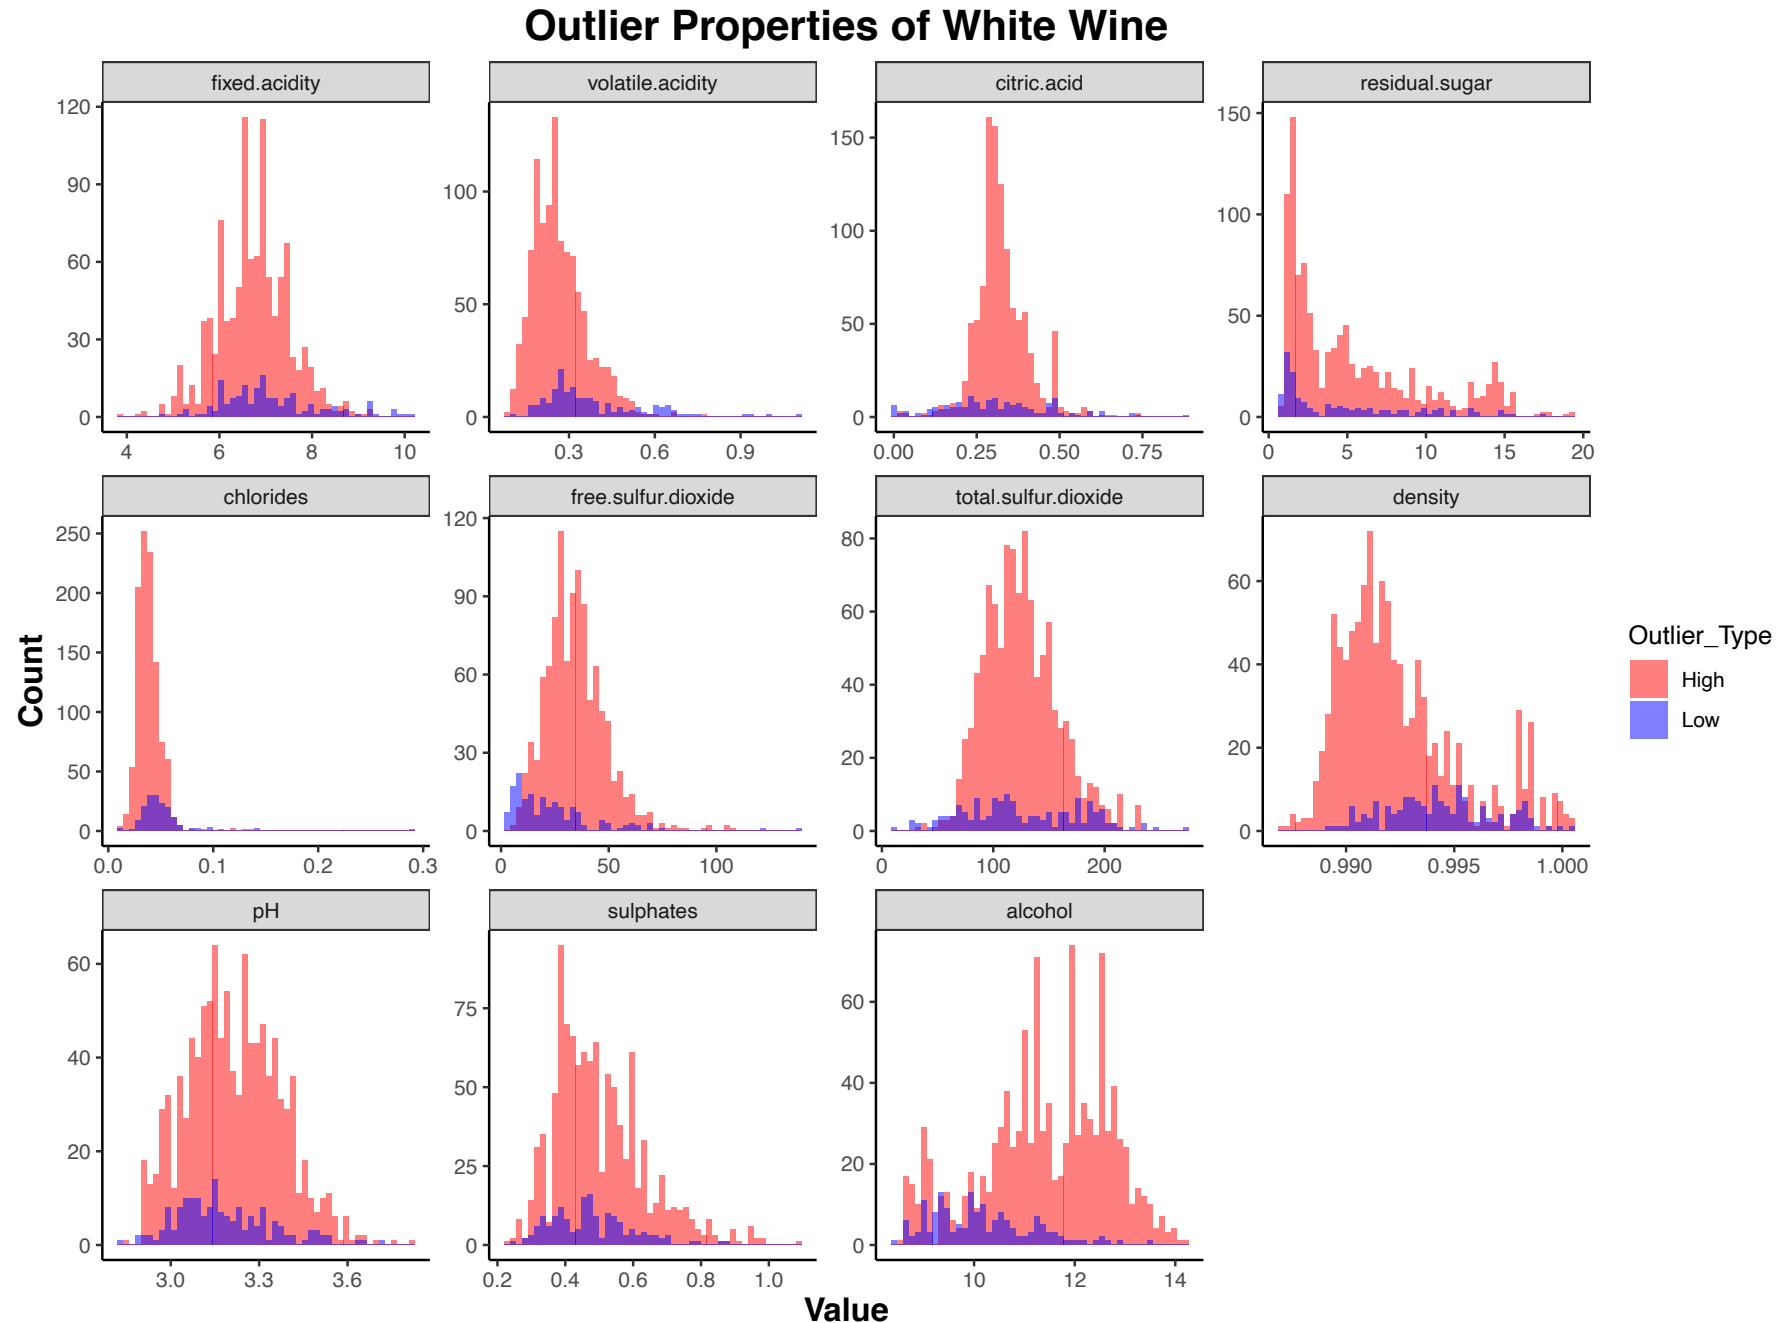 Outlier Properties of White Wine
fixed.acidity volatile.acidity citric.acid residual.sugar
120
90
60
30
0
4 6 8 10
100
50
0
0.3 0.6 0.9
150
100
50
0
0.00 0.25 0.50 0.75
150
100
50
0
0 5 10 15 20
chlorides free.sulfur.dioxide total.sulfur.dioxide density
250
200
150
100
50
0
0.0 0.1 0.2 0.3
120
90
60
30
0
0 50 100
80
60
40
20
0
0 100 200
60
40
20
0
0.990 0.995 1.000
pH sulphates alcohol
60
40
20
0
3.0 3.3 3.6
75
50
25
0
0.2 0.4 0.6 0.8 1.0
60
40
20
0
10 12 14
Count
Value
Outlier_Type
High
Low